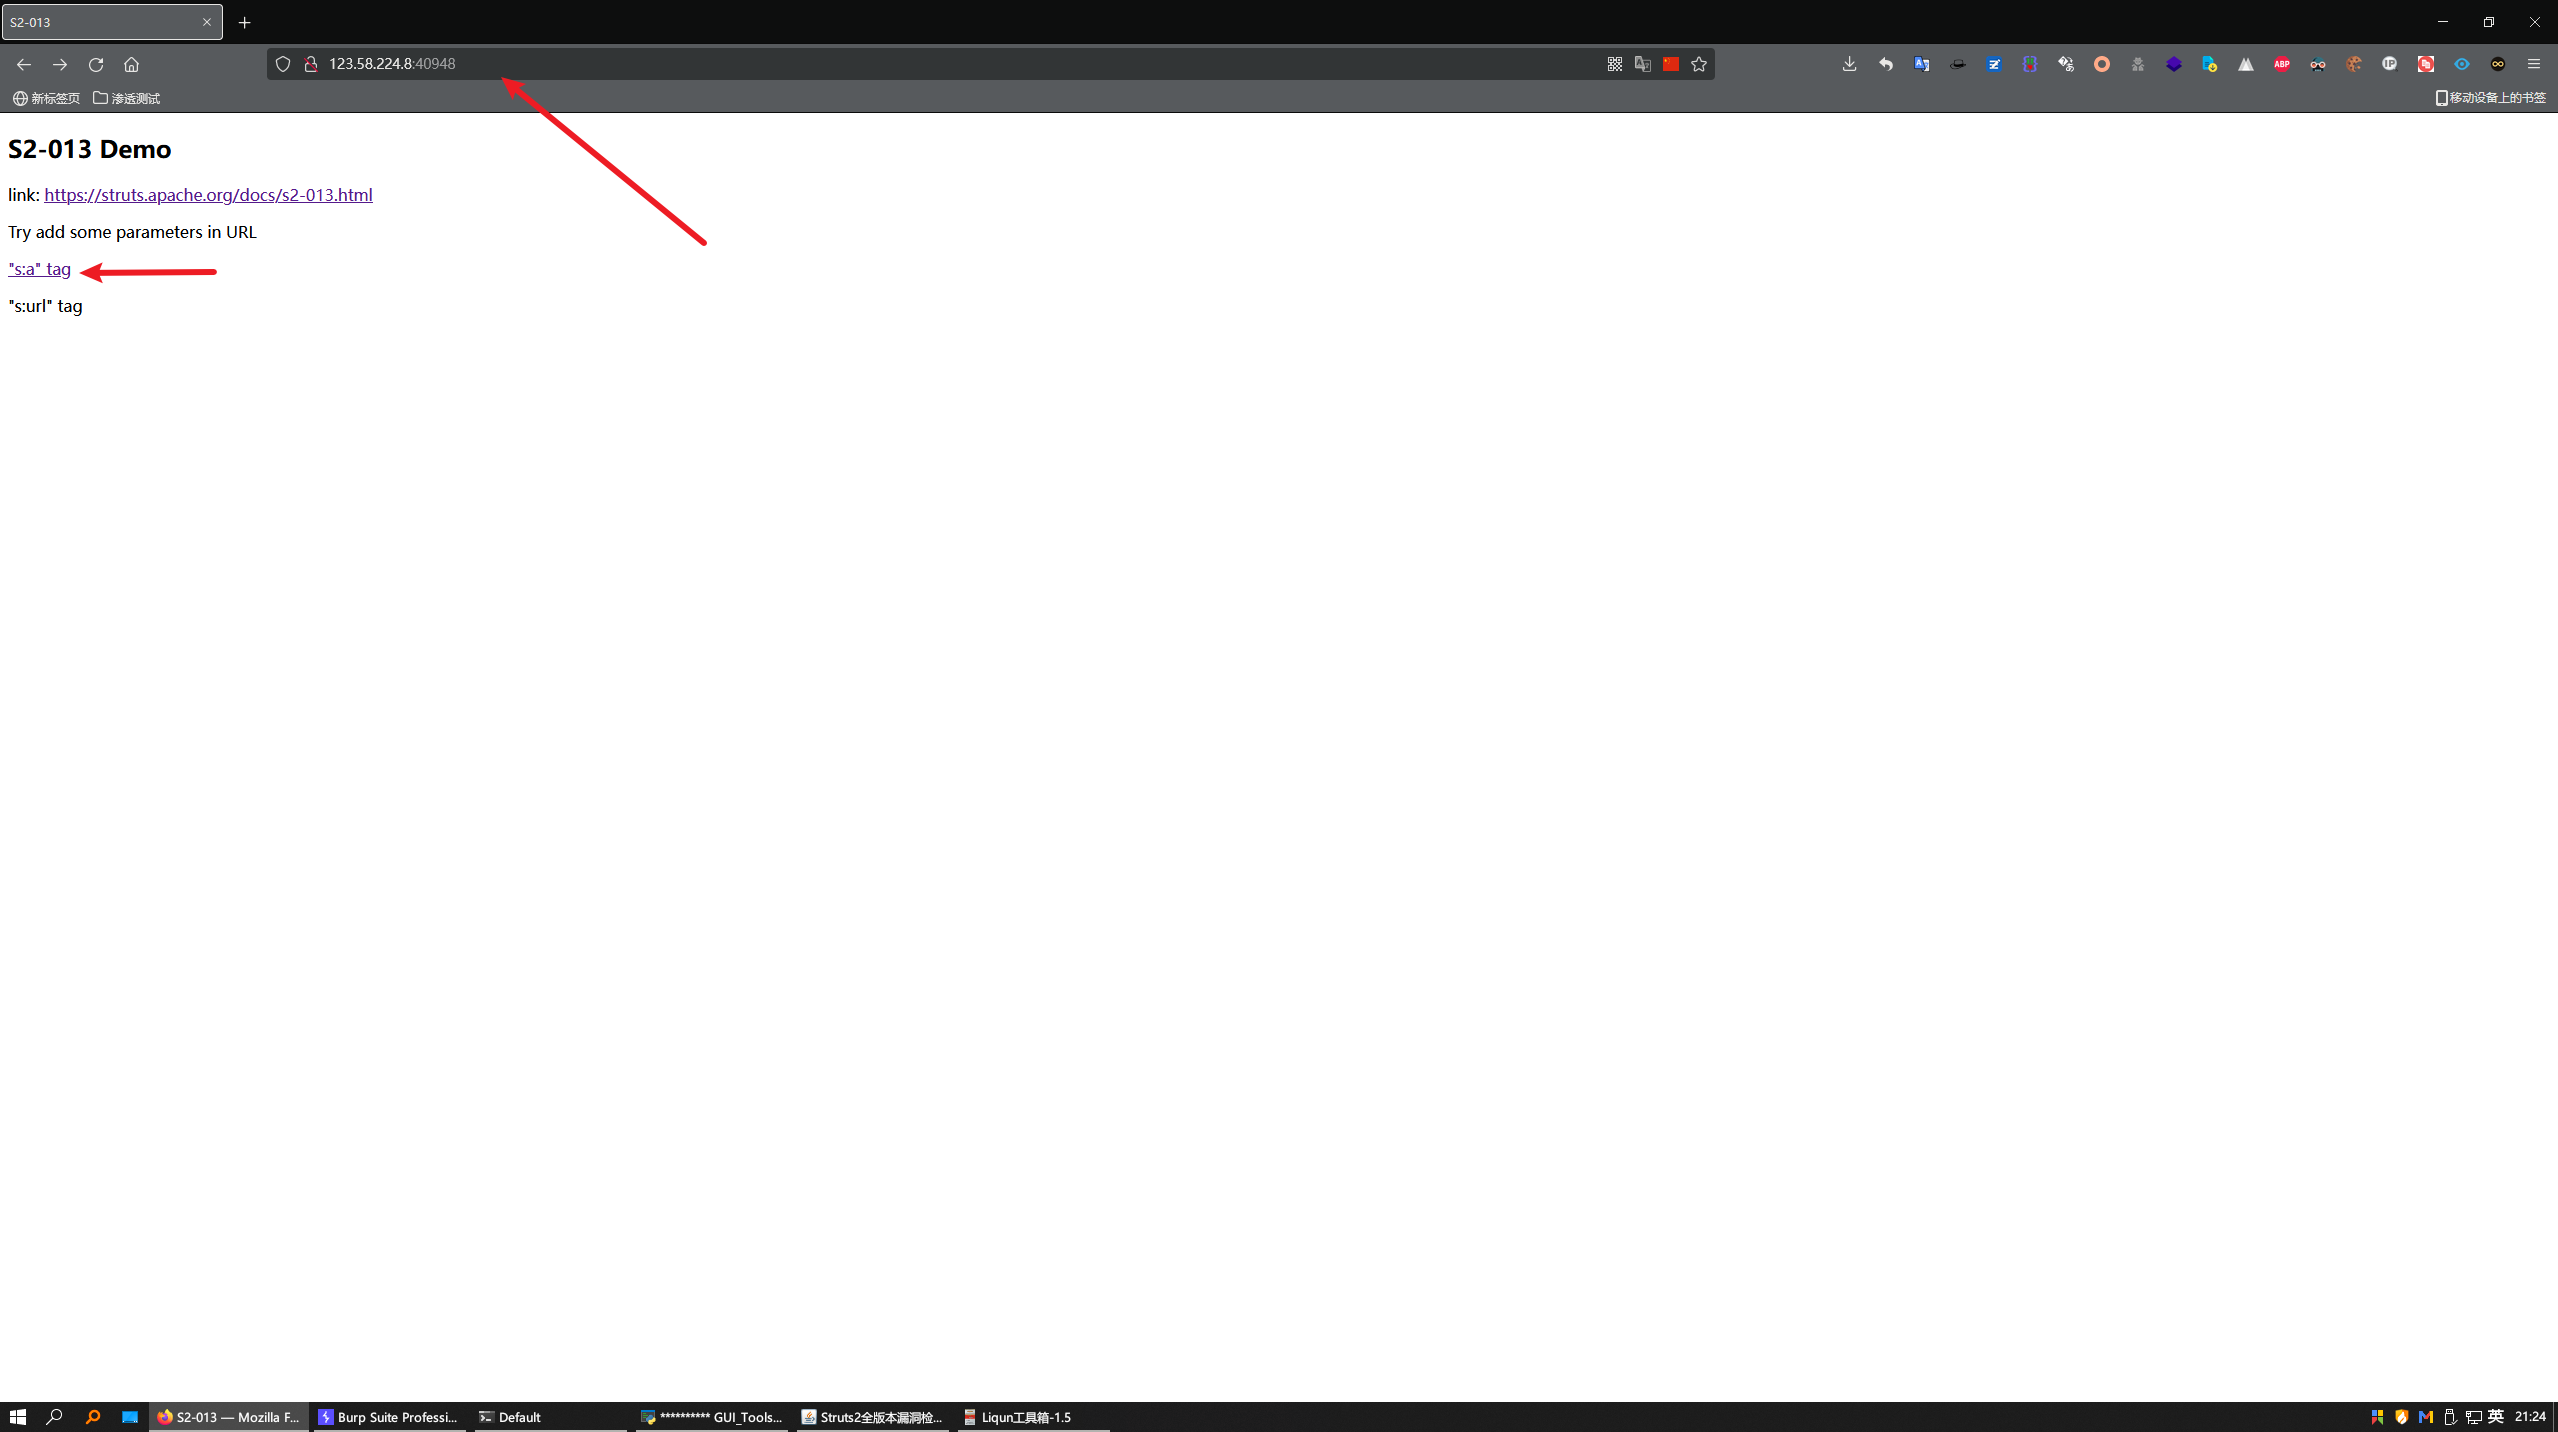 S2-013
123.58.224.8:40948
新标签页
渗透测试
移动设备上的书签
S2-013 Demo
link: https://struts.apache.org/docs/s2-013.html
Try add some parameters in URL
"s:a" tag
"s:url" tag
S2-013 — Mozilla F...
Burp Suite Professi...
Default
********** GUI_Tools...
Struts2全版本漏洞检...
Liqun工具箱-1.5
英
21:24
ABP
IP